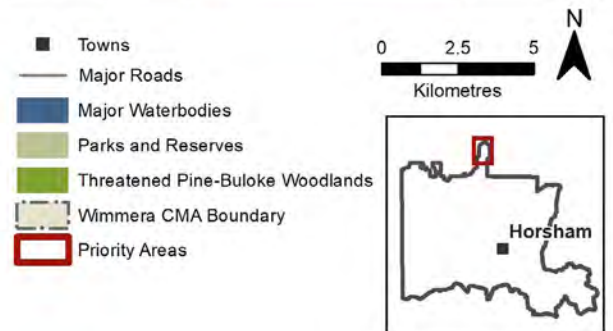 Towns
Major Roads
Major Waterbodies
Parks and Reserves
Threatened Pine-Buloke Woodlands
Wimmera CMA Boundary
Priority Areas
0 2.5 5
Kilometres
N
Horsham